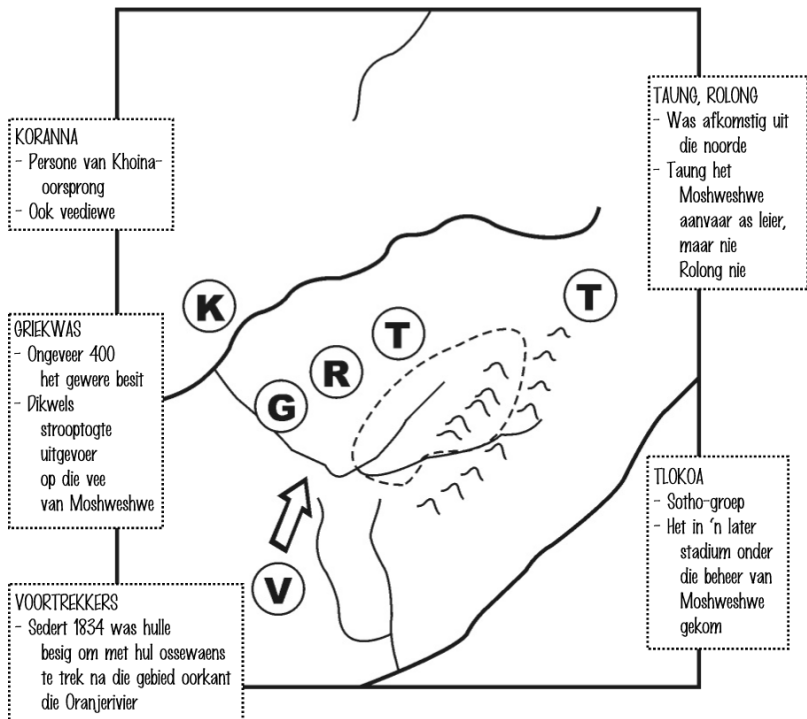 KORANNA
- Persone van Khoina-
oorsprong
- Ook veediewe
TAUNG, ROLONG
- Was afkomstig uit
die noorde
- Taung het
Moshweshwe
aanvaar as leier,
maar nie
Rolong nie
K
T
T
R
G
V
GRIEKWAS
- Ongeveer 400
het gewere besit
- Dikwels
strooptogte
uitgevoer
op die vee
van Moshweshwe
TLOKOA
- Sotho-groep
- Het in 'n later
stadium onder
die beheer van
Moshweshwe
gekom
VOORTREKKERS
- Sedert 1834 was hulle
besig om met hul ossewaens
te trek na die gebied oorkant
die Oranjerivier